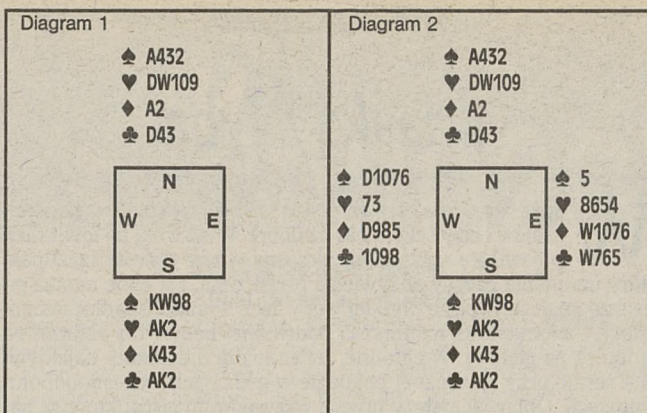 Diagram 1
♠ A432
♥ DW109
♦ A2
♣ D43
N
W E
S
♠ KW98
♥ AK2
♦ K43
♣ AK2
Diagram 2
♠ A432
♥ DW109
♦ A2
♣ D43
♠ D1076
♥ 73
♦ D985
♣ 1098
N
W E
S
♠ 5
♥ 8654
♦ W1076
♣ W765
♠ KW98
♥ AK2
♦ K43
♣ AK2